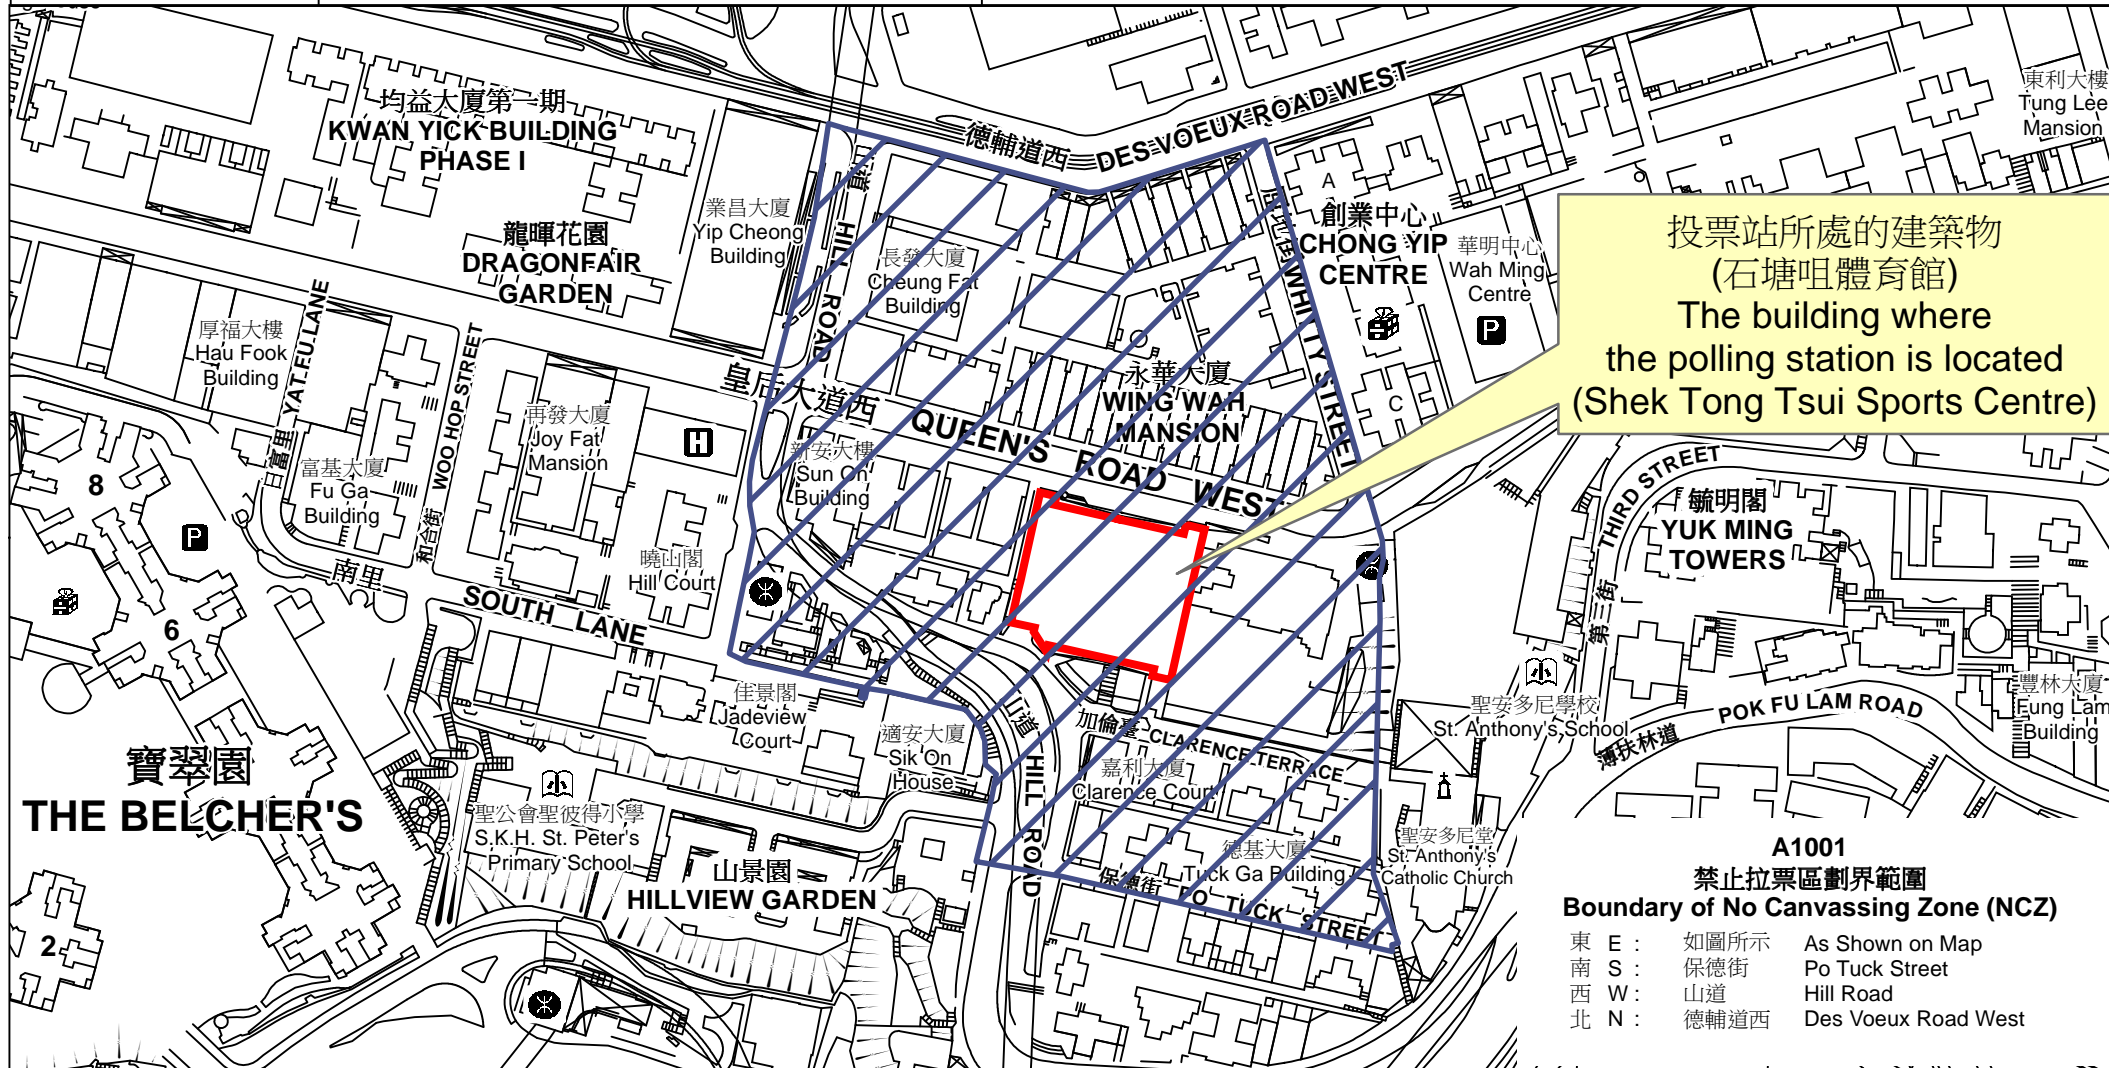 均益大廈第一期
KWAN YICK BUILDING
PHASE I
德輔道西
DES VOEUX ROAD WEST
東利大樓
Tung Lee
Mansion
業昌大廈
Yip Cheong
Building
龍暉花園
DRAGONFAIR
GARDEN
山道
HILL ROAD
長發大廈
Cheung Fat
Building
A
創業中心
CHONG YIP
CENTRE
華明中心
Wah Ming
Centre
P
C
WHITTY STREET
投票站所處的建築物
(石塘咀體育館)
The building where
the polling station is located
(Shek Tong Tsui Sports Centre)
厚福大樓
Hau Fook
Building
富里 YAT FU LANE
WOO HOP STREET
和合街
再發大廈
Joy Fat
Mansion
H
皇后大道西 QUEEN'S ROAD WEST
永華大廈
WING WAH
MANSION
新安大樓
Sun On
Building
富基大廈
Fu Ga
Building
8
P
南里
SOUTH LANE
曉山閣
Hill Court
6
THIRD STREET
第三街
毓明閣
YUK MING
TOWERS
佳景閣
Jadeview
Court
適安大廈
Sik On
House
山道
HILL ROAD
加倫臺 CLARENCE TERRACE
嘉利大廈
Clarence Court
聖安多尼學校
St. Anthony's School
薄扶林道
POK FU LAM ROAD
豐林大廈
Fung Lam
Building
寶翠園
THE BELCHER'S
聖公會聖彼得小學
S.K.H. St. Peter's
Primary School
山景園
HILLVIEW GARDEN
德基大廈
Tuck Ga Building
保德街 PO TUCK STREET
聖安多尼堂
St. Anthony's
Catholic Church
2
A1001
禁止拉票區劃界範圍
Boundary of No Canvassing Zone (NCZ)
東 E : 如圖所示 As Shown on Map
南 S : 保德街 Po Tuck Street
西 W : 山道 Hill Road
北 N : 德輔道西 Des Voeux Road West